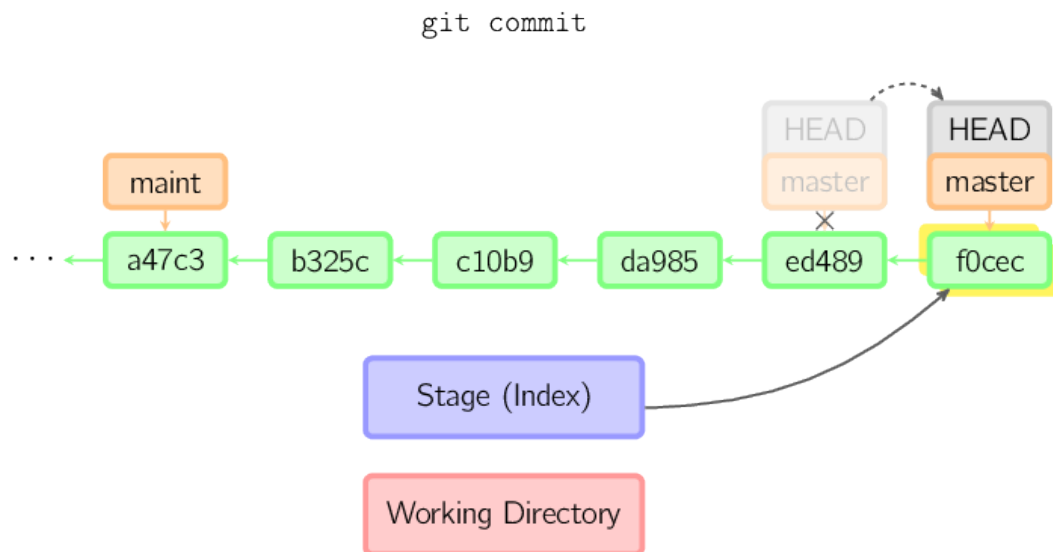 git commit
HEAD
HEAD
maint
master
master
...
a47c3
b325c
c10b9
da985
ed489
f0cec
Stage (Index)
Working Directory